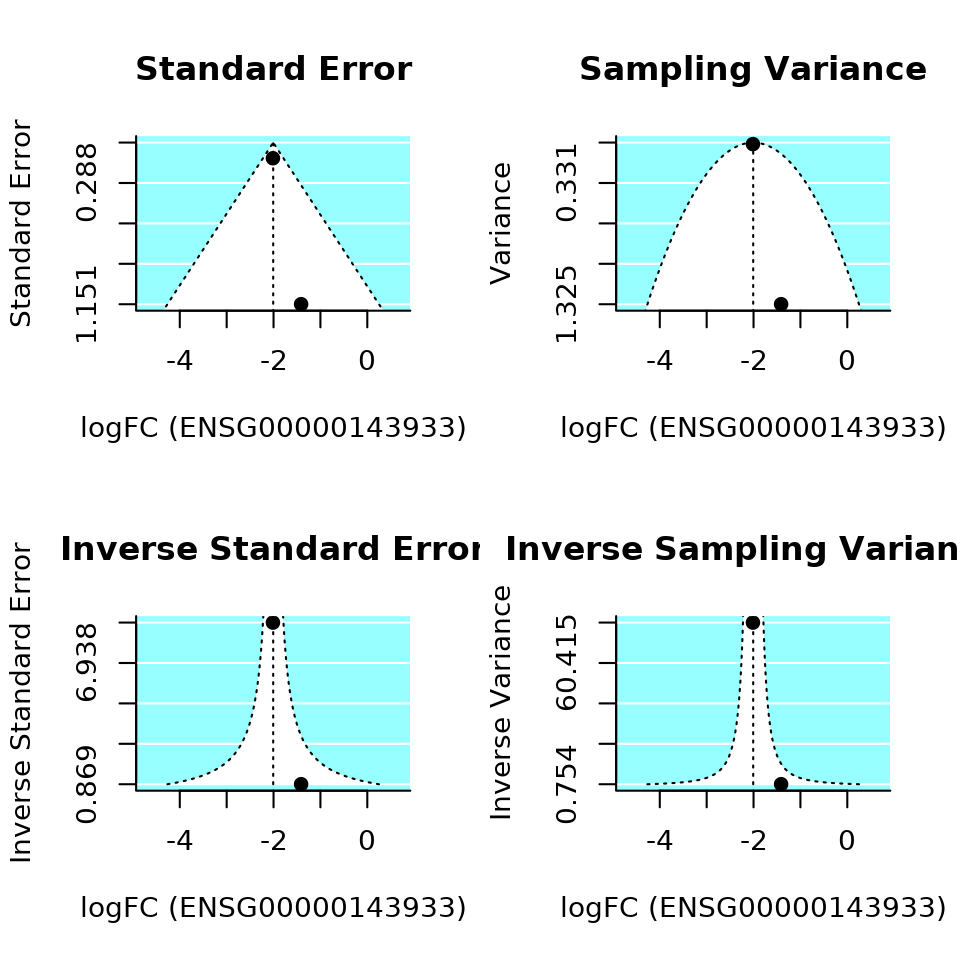 Standard Error
Standard Error
0.288
1.151
-4 -2 0
logFC (ENSG00000143933)
Sampling Variance
Variance
0.331
1.325
-4 -2 0
logFC (ENSG00000143933)
Inverse Standard Error
Inverse Standard Error
6.938
0.869
-4 -2 0
logFC (ENSG00000143933)
Inverse Sampling Varian
Inverse Variance
60.415
0.754
-4 -2 0
logFC (ENSG00000143933)